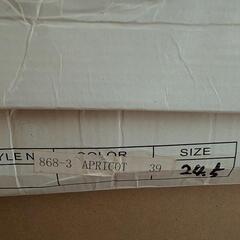 YLE N COLOR SIZE
868-3 APRICOT 39 24.5